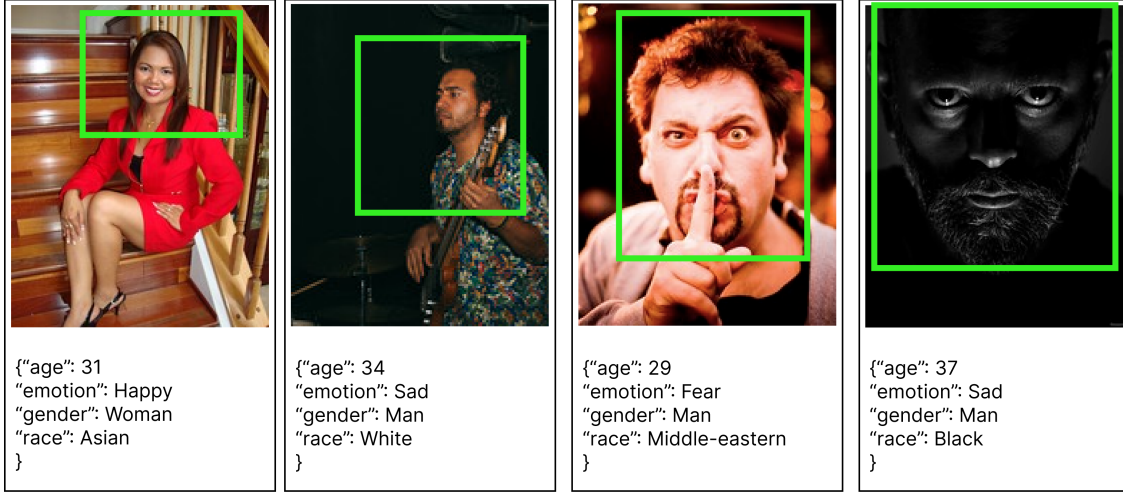 {“age”: 31
“emotion”: Happy
“gender”: Woman
“race”: Asian
}
{“age”: 34
“emotion”: Sad
“gender”: Man
“race”: White
}
{“age”: 29
“emotion”: Fear
“gender”: Man
“race”: Middle-eastern
}
{“age”: 37
“emotion”: Sad
“gender”: Man
“race”: Black
}